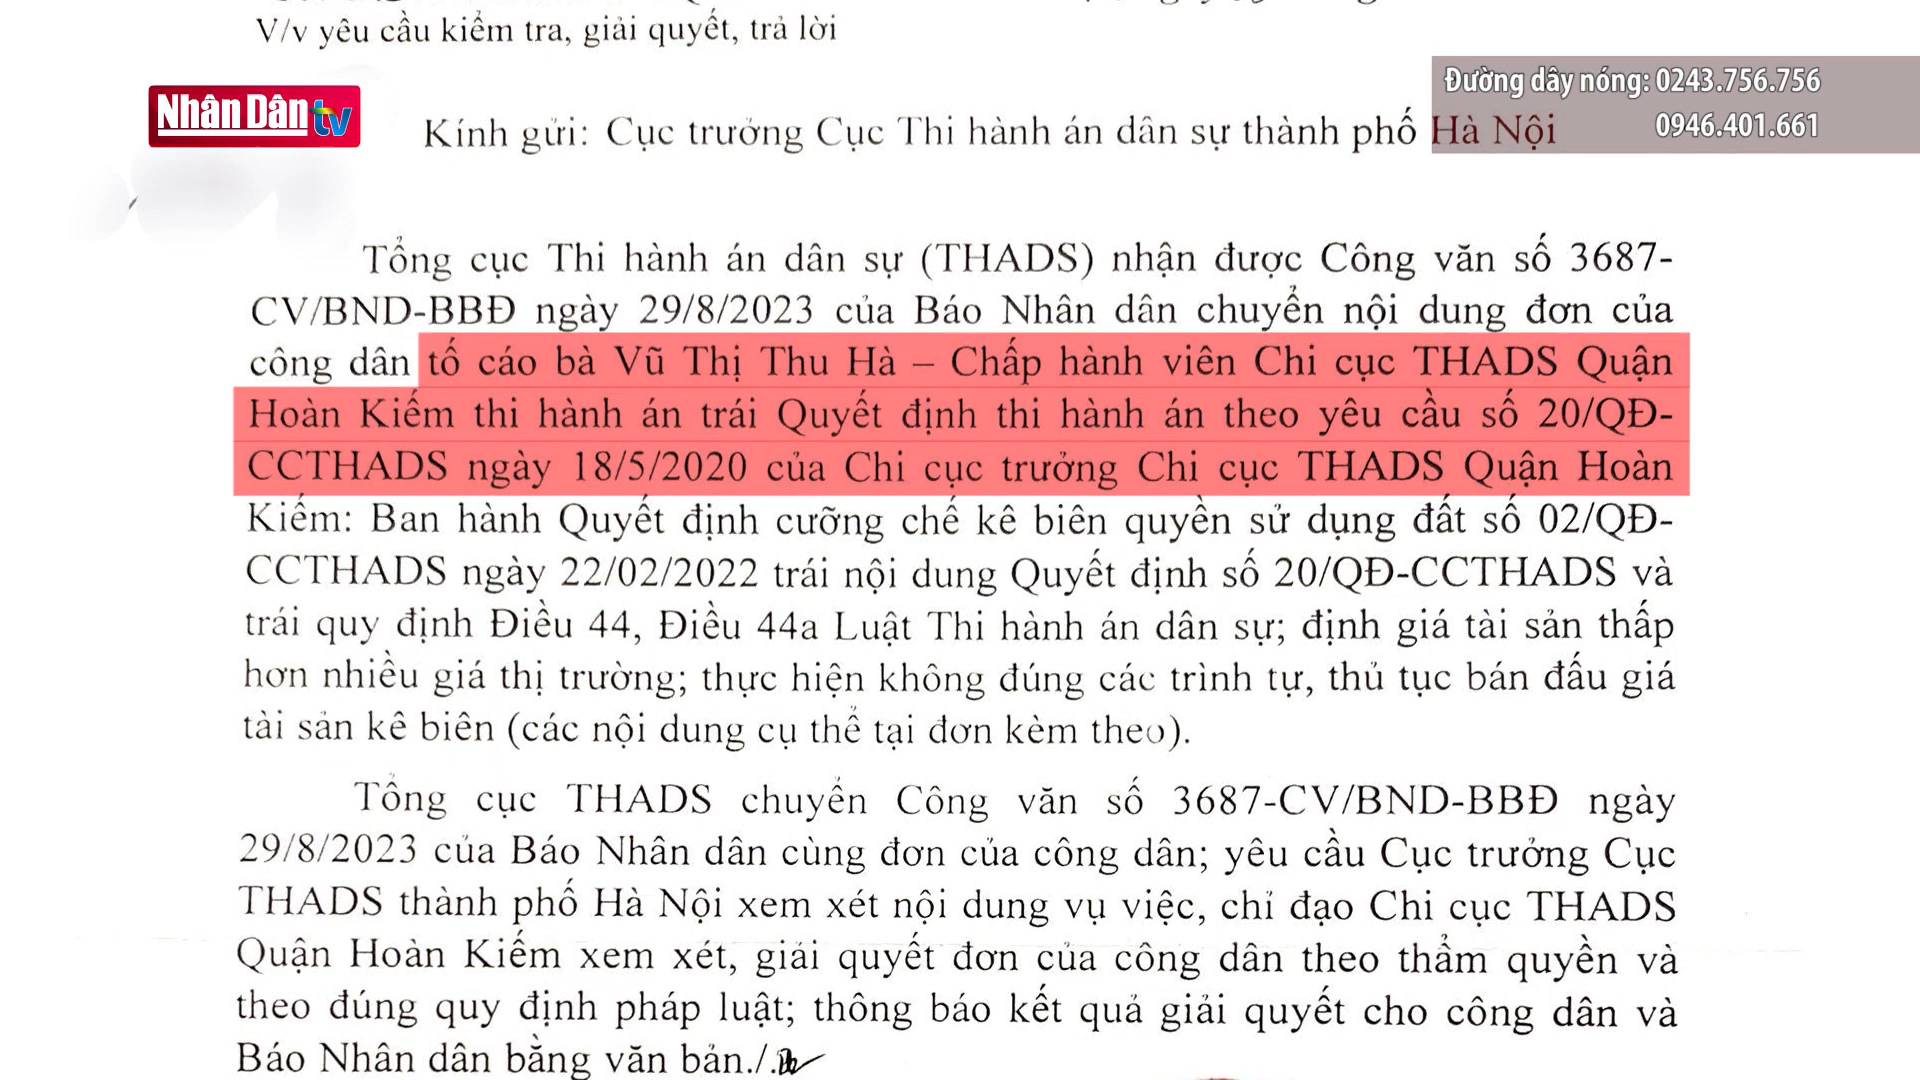 V/v yêu cầu kiểm tra, giải quyết, trả lời
Đường dây nóng: 0243.756.756
0946.401.661
Nhân Dân tv
Kính gửi: Cục trưởng Cục Thi hành án dân sự thành phố Hà Nội
Tổng cục Thi hành án dân sự (THADS) nhận được Công văn số 3687-
CV/BND-BBĐ ngày 29/8/2023 của Báo Nhân dân chuyển nội dung đơn của
công dân tố cáo bà Vũ Thị Thu Hà – Chấp hành viên Chi cục THADS Quận
Hoàn Kiếm thi hành án trái Quyết định thi hành án theo yêu cầu số 20/QĐ-
CCTHADS ngày 18/5/2020 của Chi cục trưởng Chi cục THADS Quận Hoàn
Kiếm: Ban hành Quyết định cưỡng chế kê biên quyền sử dụng đất số 02/QĐ-
CCTHADS ngày 22/02/2022 trái nội dung Quyết định số 20/QĐ-CCTHADS và
trái quy định Điều 44, Điều 44a Luật Thi hành án dân sự; định giá tài sản thấp
hơn nhiều giá thị trường; thực hiện không đúng các trình tự, thủ tục bán đấu giá
tài sản kê biên (các nội dung cụ thể tại đơn kèm theo).
Tổng cục THADS chuyển Công văn số 3687-CV/BND-BBĐ ngày
29/8/2023 của Báo Nhân dân cùng đơn của công dân; yêu cầu Cục trưởng Cục
THADS thành phố Hà Nội xem xét nội dung vụ việc, chỉ đạo Chi cục THADS
Quận Hoàn Kiếm xem xét, giải quyết đơn của công dân theo thẩm quyền và
theo đúng quy định pháp luật; thông báo kết quả giải quyết cho công dân và
Báo Nhân dân bằng văn bản./.